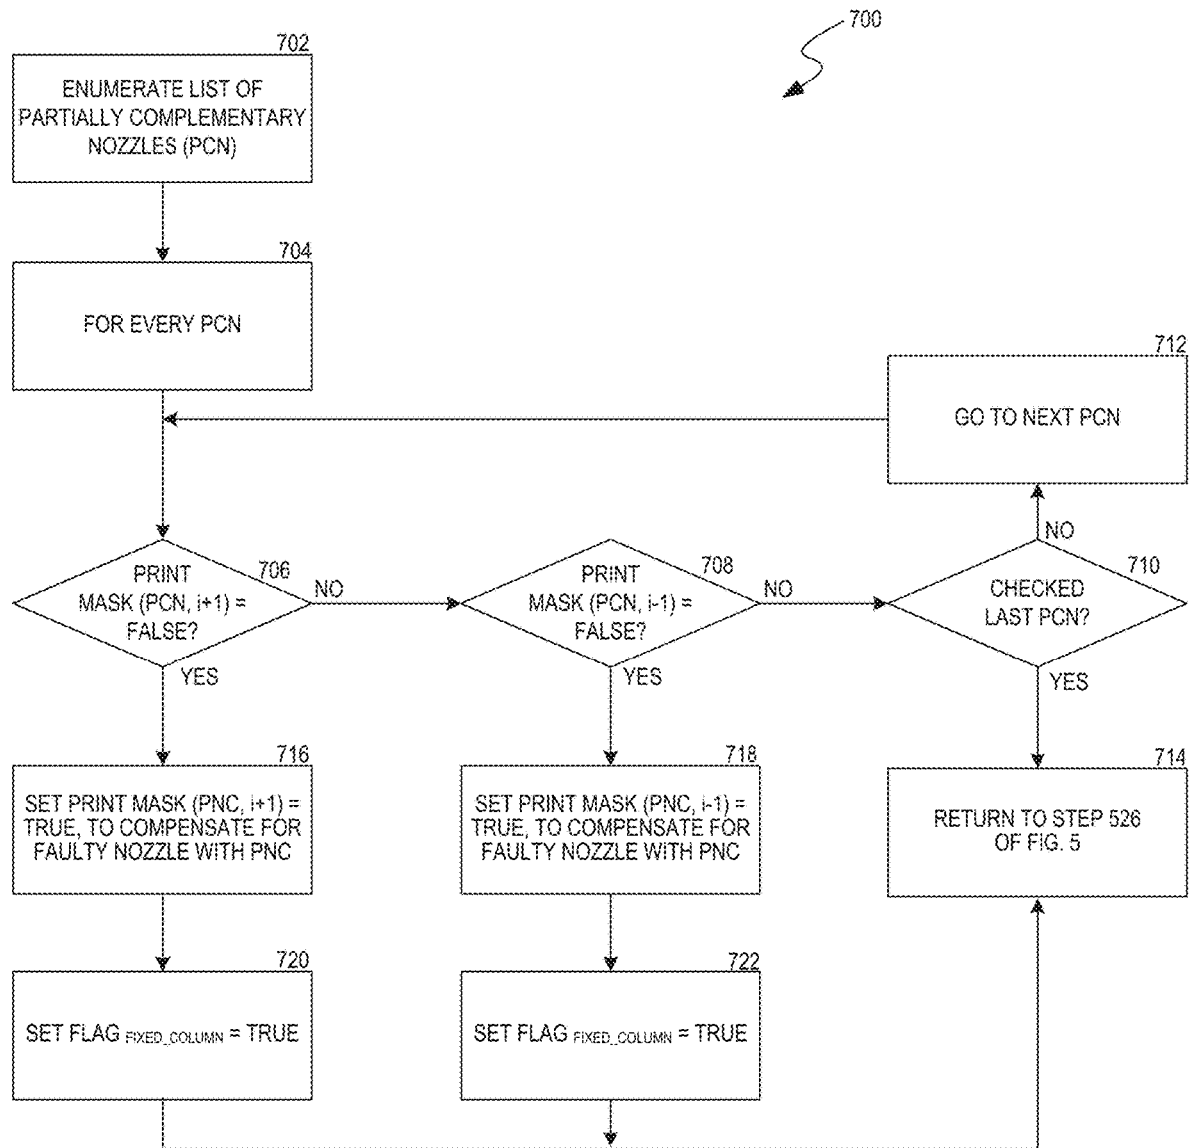 700
702
ENUMERATE LIST OF
PARTIALLY COMPLEMENTARY
NOZZLES (PCN)
704
FOR EVERY PCN
712
GO TO NEXT PCN
706
PRINT
MASK (PCN, i+1) =
FALSE?
NO
YES
708
PRINT
MASK (PCN, i-1) =
FALSE?
NO
YES
710
CHECKED
LAST PCN?
NO
YES
716
SET PRINT MASK (PNC, i+1) =
TRUE, TO COMPENSATE FOR
FAULTY NOZZLE WITH PNC
718
SET PRINT MASK (PNC, i-1) =
TRUE, TO COMPENSATE FOR
FAULTY NOZZLE WITH PNC
714
RETURN TO STEP 526
OF FIG. 5
720
SET FLAG FIXED_COLUMN = TRUE
722
SET FLAG FIXED_COLUMN = TRUE